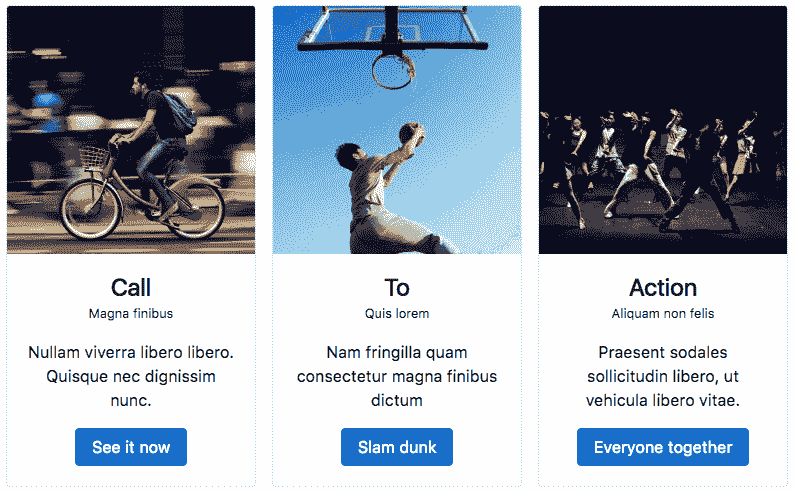 Call
Magna finibus
Nullam viverra libero libero.
Quisque nec dignissim
nunc.
See it now
To
Quis lorem
Nam fringilla quam
consectetur magna finibus
dictum
Slam dunk
Action
Aliquam non felis
Praesent sodales
sollicitudin libero, ut
vehicula libero vitae.
Everyone together